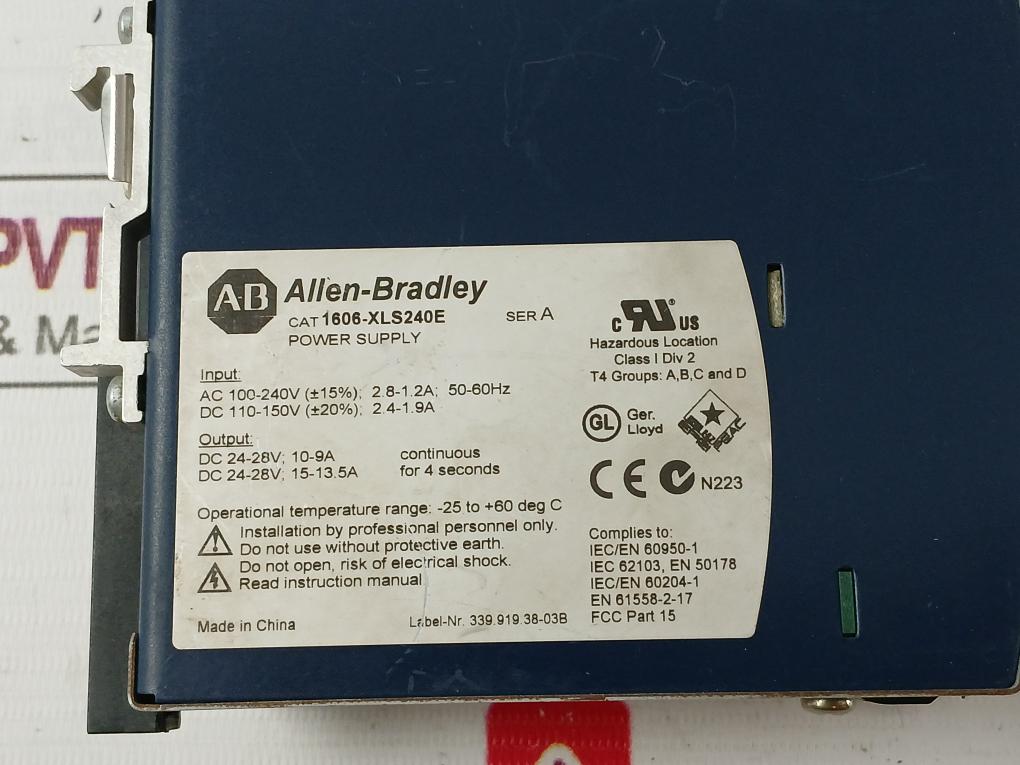 PVT
& Ma
AB Allen-Bradley
CAT 1606-XLS240E SER A
POWER SUPPLY
Input:
AC 100-240V (±15%); 2.8-1.2A; 50-60Hz
DC 110-150V (±20%); 2.4-1.9A
Output:
DC 24-28V; 10-9A continuous
DC 24-28V; 15-13.5A for 4 seconds
Operational temperature range: -25 to +60 deg C
Installation by professional personnel only.
Do not use without protective earth.
Do not open, risk of electrical shock.
Read instruction manual
Made in China
Label-Nr. 339.919.38-03B
c RU ® US
Hazardous Location
Class I Div 2
T4 Groups: A,B,C and D
GL Ger.
Lloyd
CE N223
Complies to:
IEC/EN 60950-1
IEC 62103, EN 50178
IEC/EN 60204-1
EN 61558-2-17
FCC Part 15